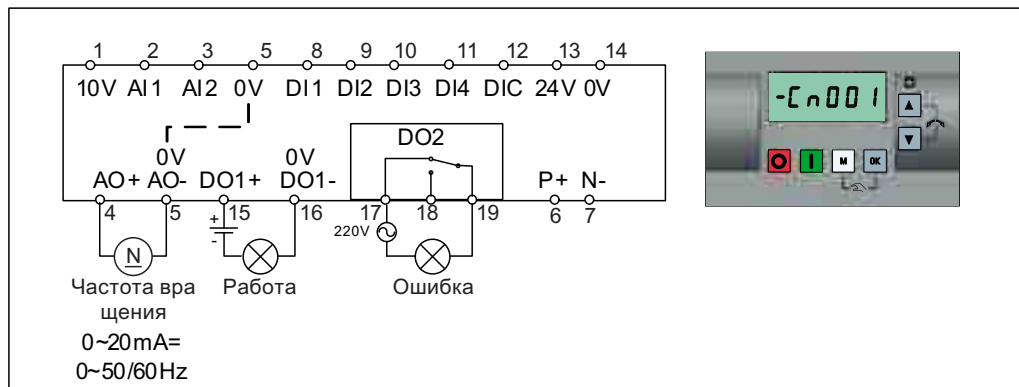 1 2 3 5 8 9 10 11 12 13 14
10V AI1 AI2 0V DI1 DI2 DI3 DI4 DIC 24V 0V
DO2
0V 0V
AO+ AO- DO1+ DO1- P+ N-
4 5 15 16 17 18 19 6 7
+
-
220V
N
Частота вра
щения
Работа
Ошибка
0~20mA=
0~50/60Hz
-Cn001
M OK